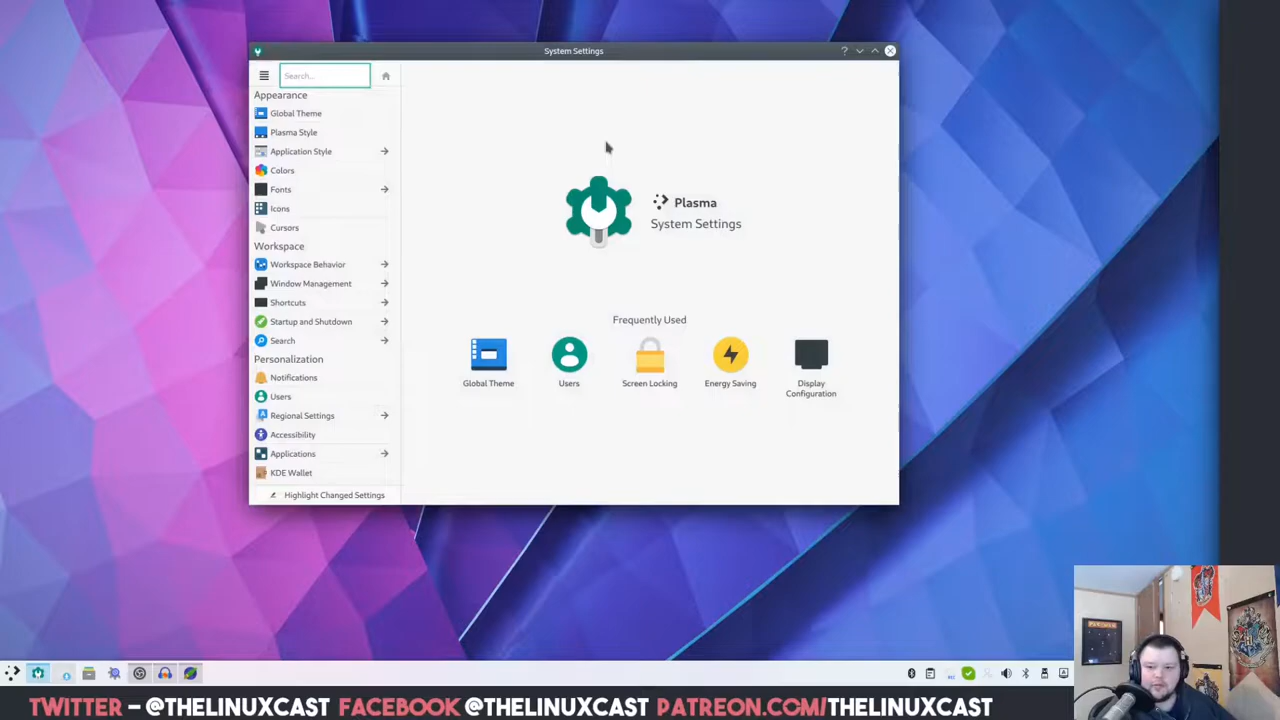 System Settings
Search...
Appearance
Global Theme
Plasma Style
Application Style
Colors
Fonts
Icons
Cursors
Workspace
Workspace Behavior
Window Management
Shortcuts
Startup and Shutdown
Search
Personalization
Notifications
Users
Regional Settings
Accessibility
Applications
KDE Wallet
Highlight Changed Settings
Plasma
System Settings
Frequently Used
Global Theme
Users
Screen Locking
Energy Saving
Display
Configuration
TWITTER - @THELINUXCAST FACEBOOK @THELINUXCAST PATREON.COM/THELINUXCAST